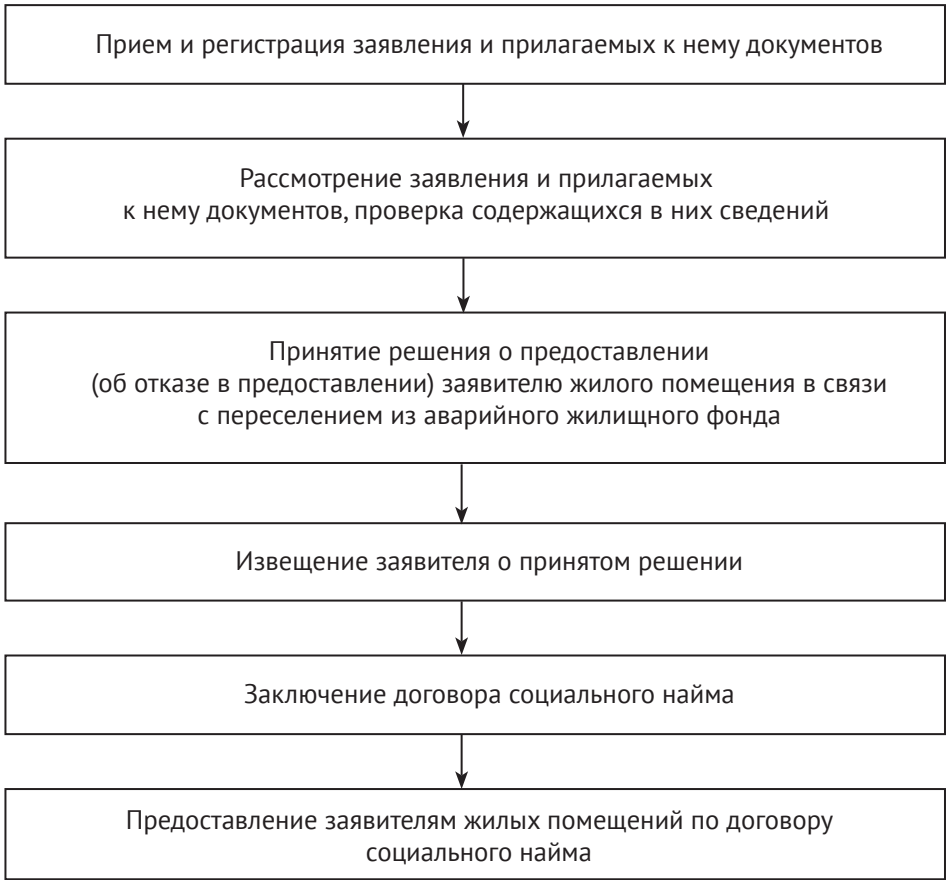 Прием и регистрация заявления и прилагаемых к нему документов
Рассмотрение заявления и прилагаемых
к нему документов, проверка содержащихся в них сведений
Принятие решения о предоставлении
(об отказе в предоставлении) заявителю жилого помещения в связи
с переселением из аварийного жилищного фонда
Извещение заявителя о принятом решении
Заключение договора социального найма
Предоставление заявителям жилых помещений по договору
социального найма